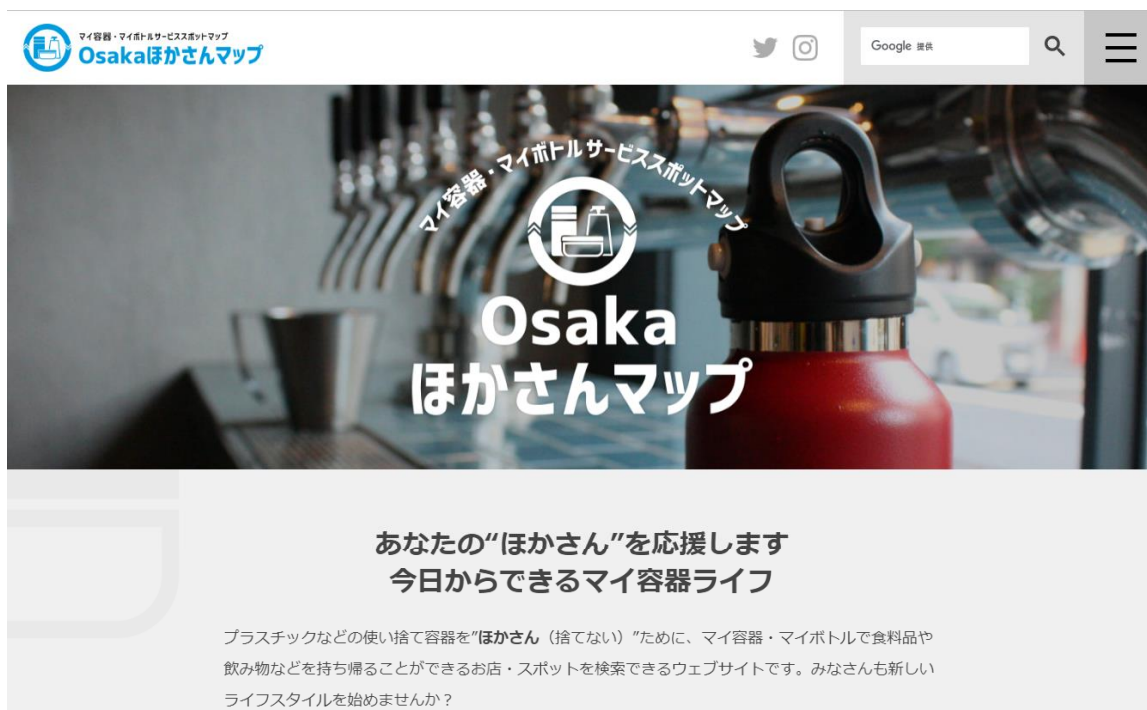 マイ容器・マイボトルサービススポットマップ
Osakaほかさんマップ
Google 提供
マイ容器・マイボトルサービススポットマップ
Osaka
ほかさんマップ
あなたの“ほかさん”を応援します
今日からできるマイ容器ライフ
プラスチックなどの使い捨て容器を”ほかさん（捨てない）”ために、マイ容器・マイボトルで食料品や
飲み物などを持ち帰ることができるお店・スポットを検索できるウェブサイトです。みなさんも新しい
ライフスタイルを始めませんか？